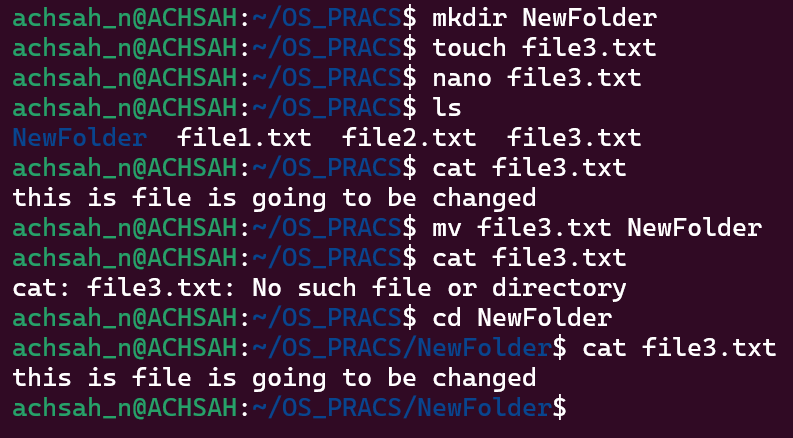 achsah_n@ACHSAH:~/OS_PRACS$ mkdir NewFolder
achsah_n@ACHSAH:~/OS_PRACS$ touch file3.txt
achsah_n@ACHSAH:~/OS_PRACS$ nano file3.txt
achsah_n@ACHSAH:~/OS_PRACS$ ls
NewFolder  file1.txt  file2.txt  file3.txt
achsah_n@ACHSAH:~/OS_PRACS$ cat file3.txt
this is file is going to be changed
achsah_n@ACHSAH:~/OS_PRACS$ mv file3.txt NewFolder
achsah_n@ACHSAH:~/OS_PRACS$ cat file3.txt
cat: file3.txt: No such file or directory
achsah_n@ACHSAH:~/OS_PRACS$ cd NewFolder
achsah_n@ACHSAH:~/OS_PRACS/NewFolder$ cat file3.txt
this is file is going to be changed
achsah_n@ACHSAH:~/OS_PRACS/NewFolder$